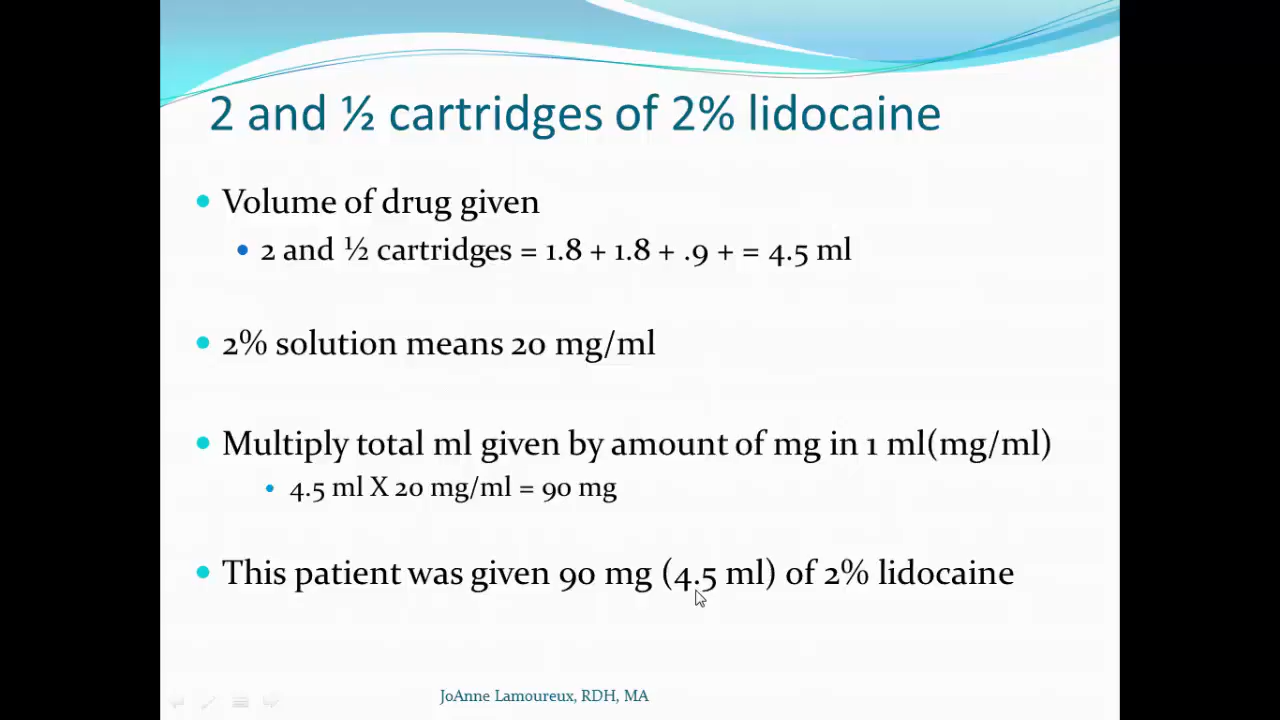 2 and ½ cartridges of 2% lidocaine
Volume of drug given
2 and ½ cartridges = 1.8 + 1.8 + .9 + = 4.5 ml
2% solution means 20 mg/ml
Multiply total ml given by amount of mg in 1 ml(mg/ml)
4.5 ml X 20 mg/ml = 90 mg
This patient was given 90 mg (4.5 ml) of 2% lidocaine
JoAnne Lamoureux, RDH, MA